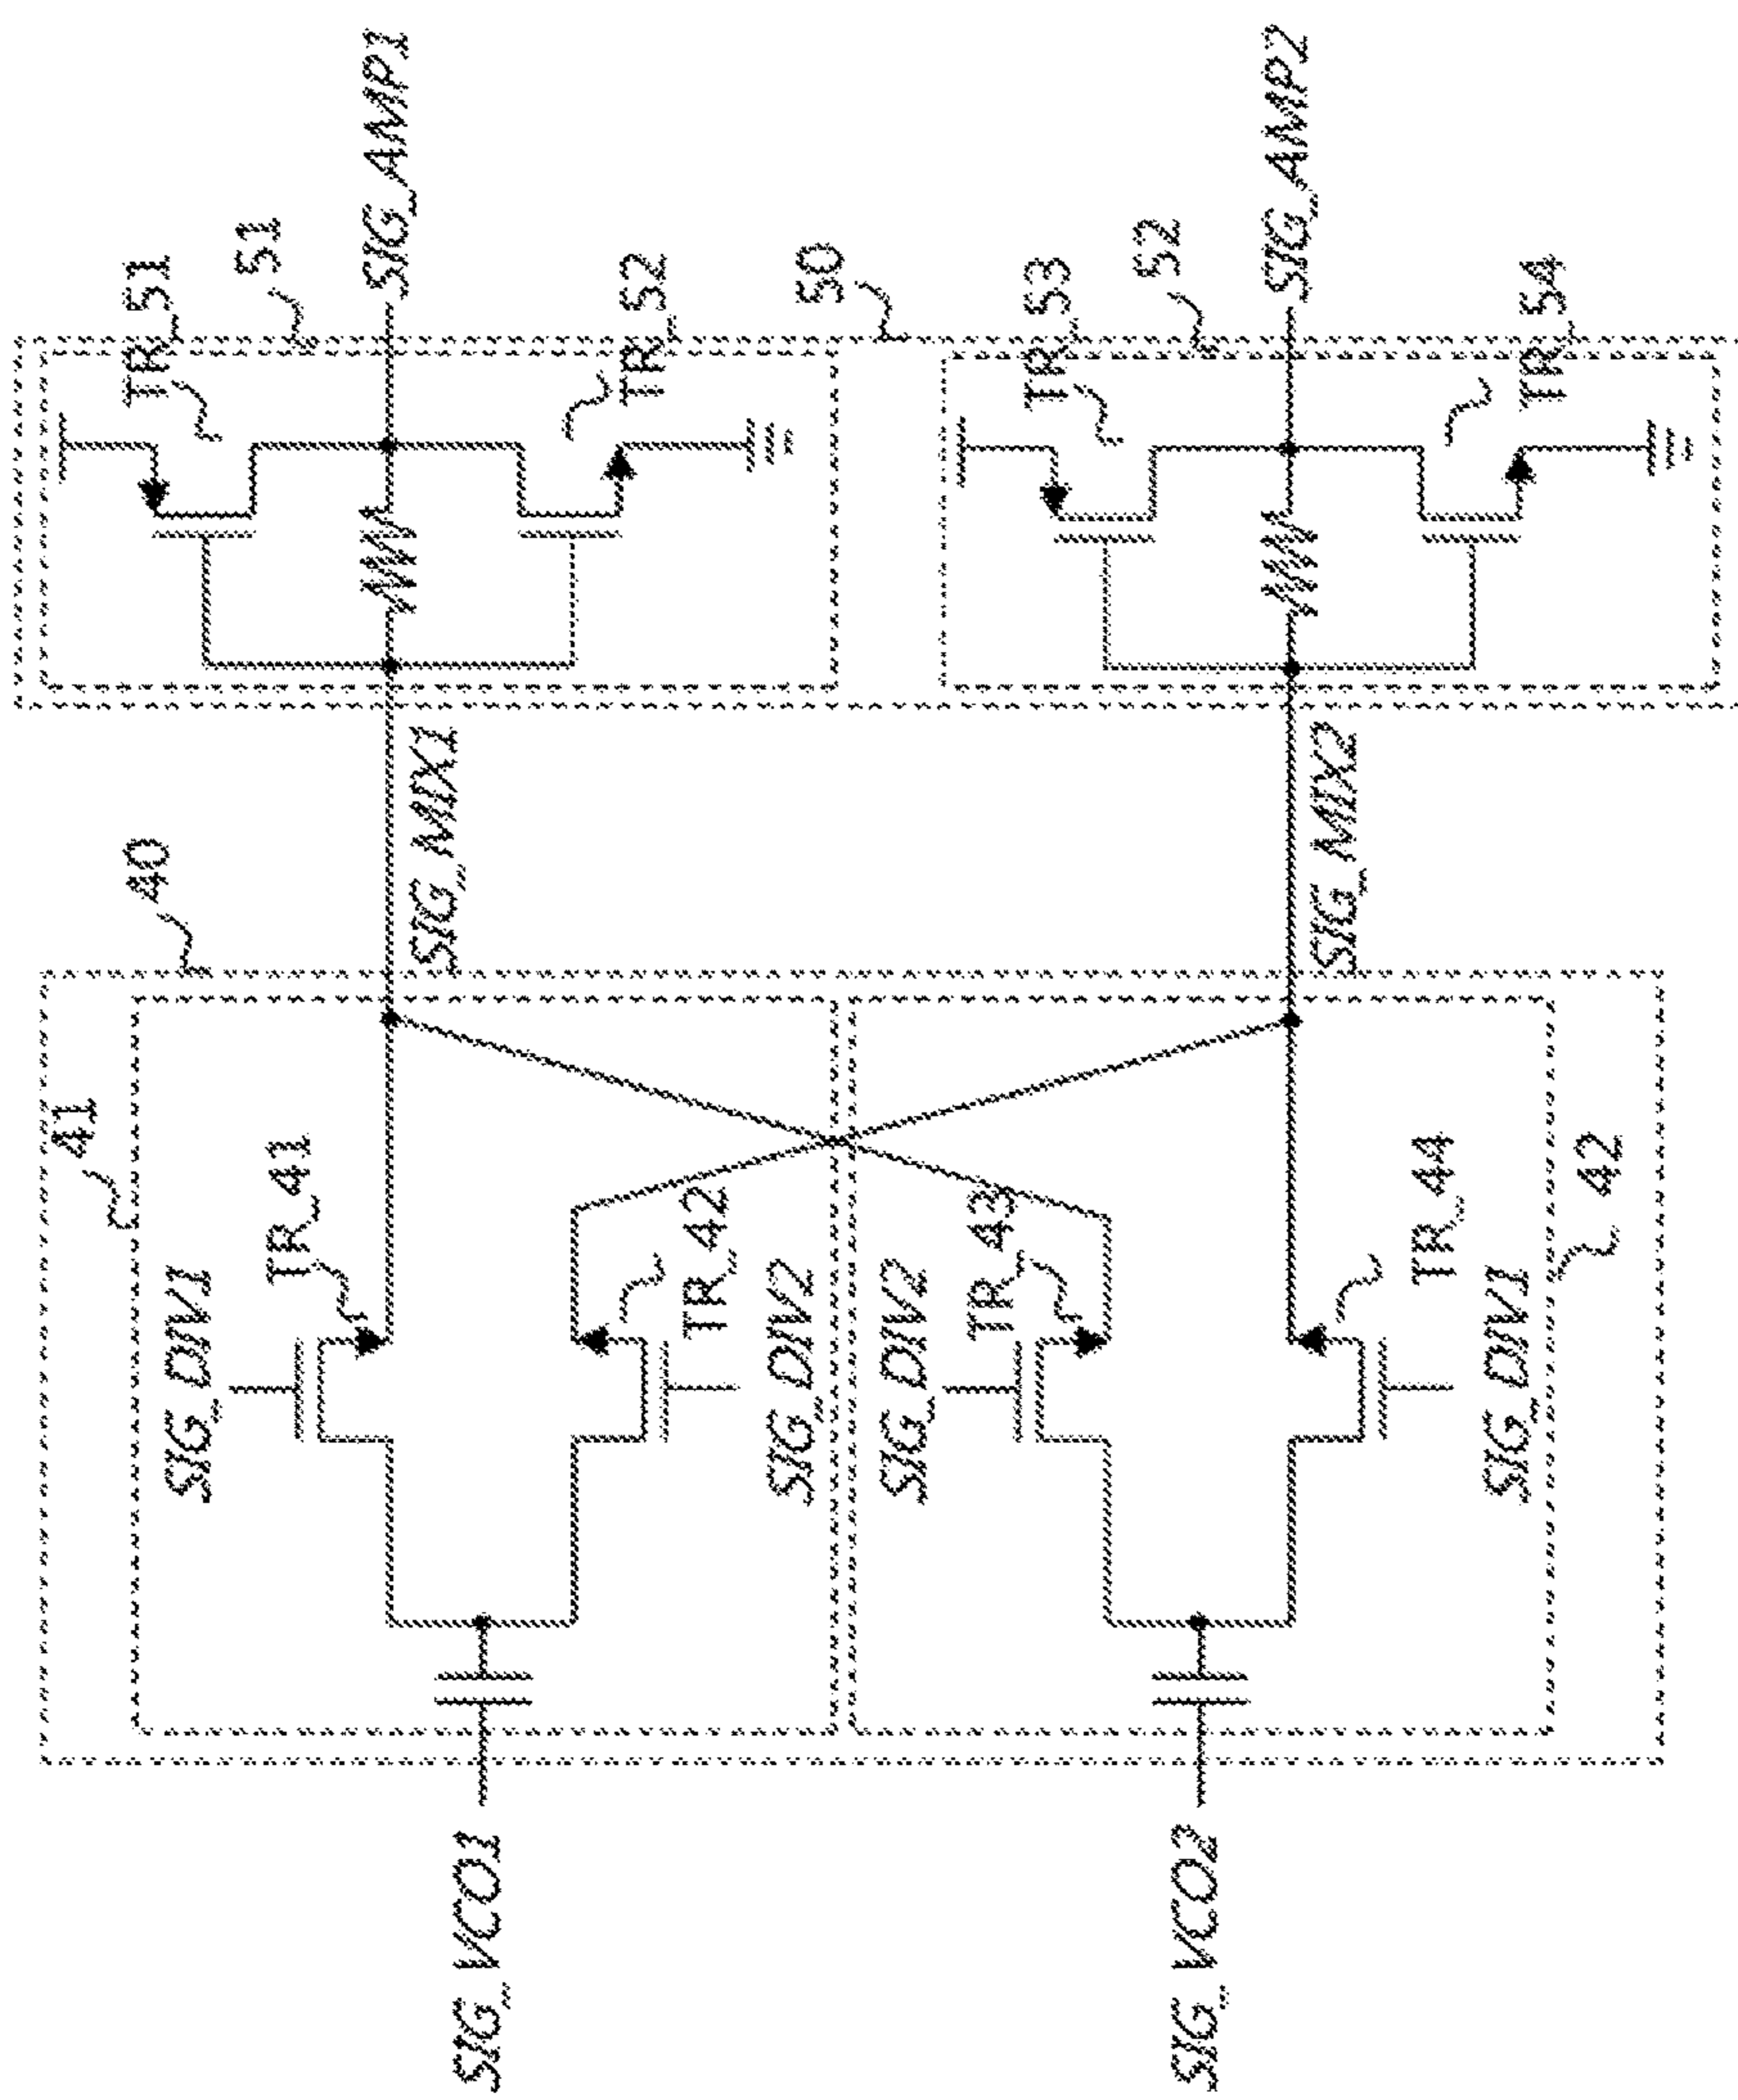 SIG_VCO1
SIG_VCO2
40
41
SIG_DIV1
TR_41
TR_42
SIG_DIV2
SIG_DIV2
TR_43
TR_44
SIG_DIV1
42
SIG_MIX1
SIG_MIX2
TR_51
51
SIG_AMP1
TR_52
50
TR_53
52
SIG_AMP2
TR_54